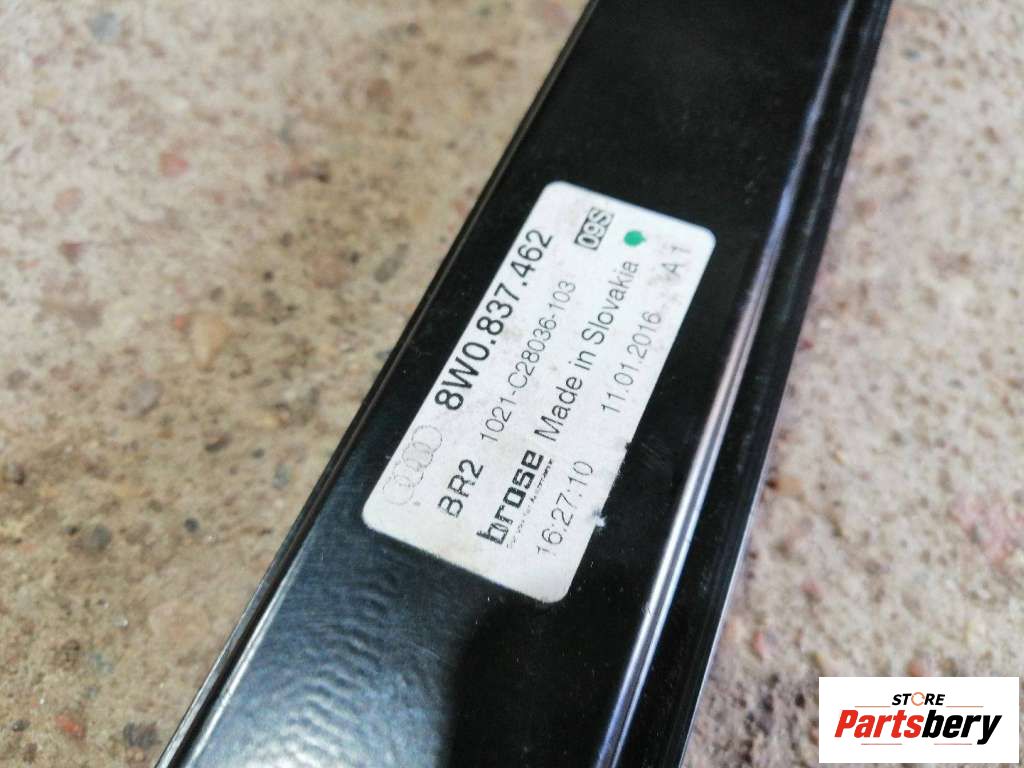 8W0.837.462
09S
BR2 1021-C28036-103
brose Made in Slovakia
16:27:10 11.01.2016 A1
STORE
Partsbery